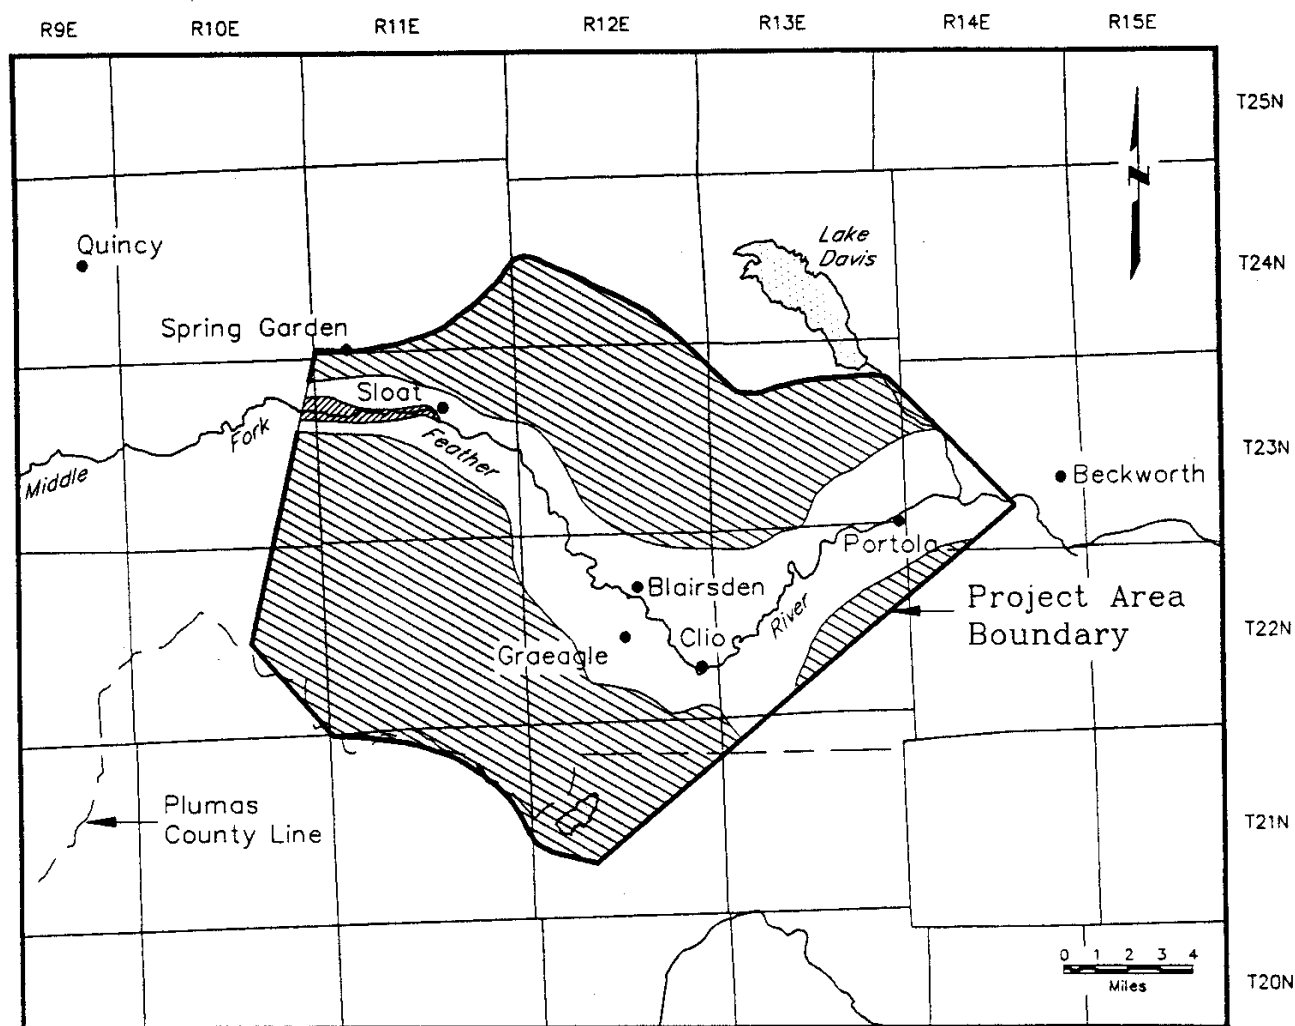 R9E R10E R11E R12E R13E R14E R15E
T25N
N
Lake
Davis
Quincy
T24N
Spring Garden
Sloat
Middle Fork Feather River
T23N
Beckworth
Portola
Blairsden
Project Area
Boundary
Clio
Graeagle
T22N
Plumas
County Line
T21N
0 1 2 3 4
Miles
T20N